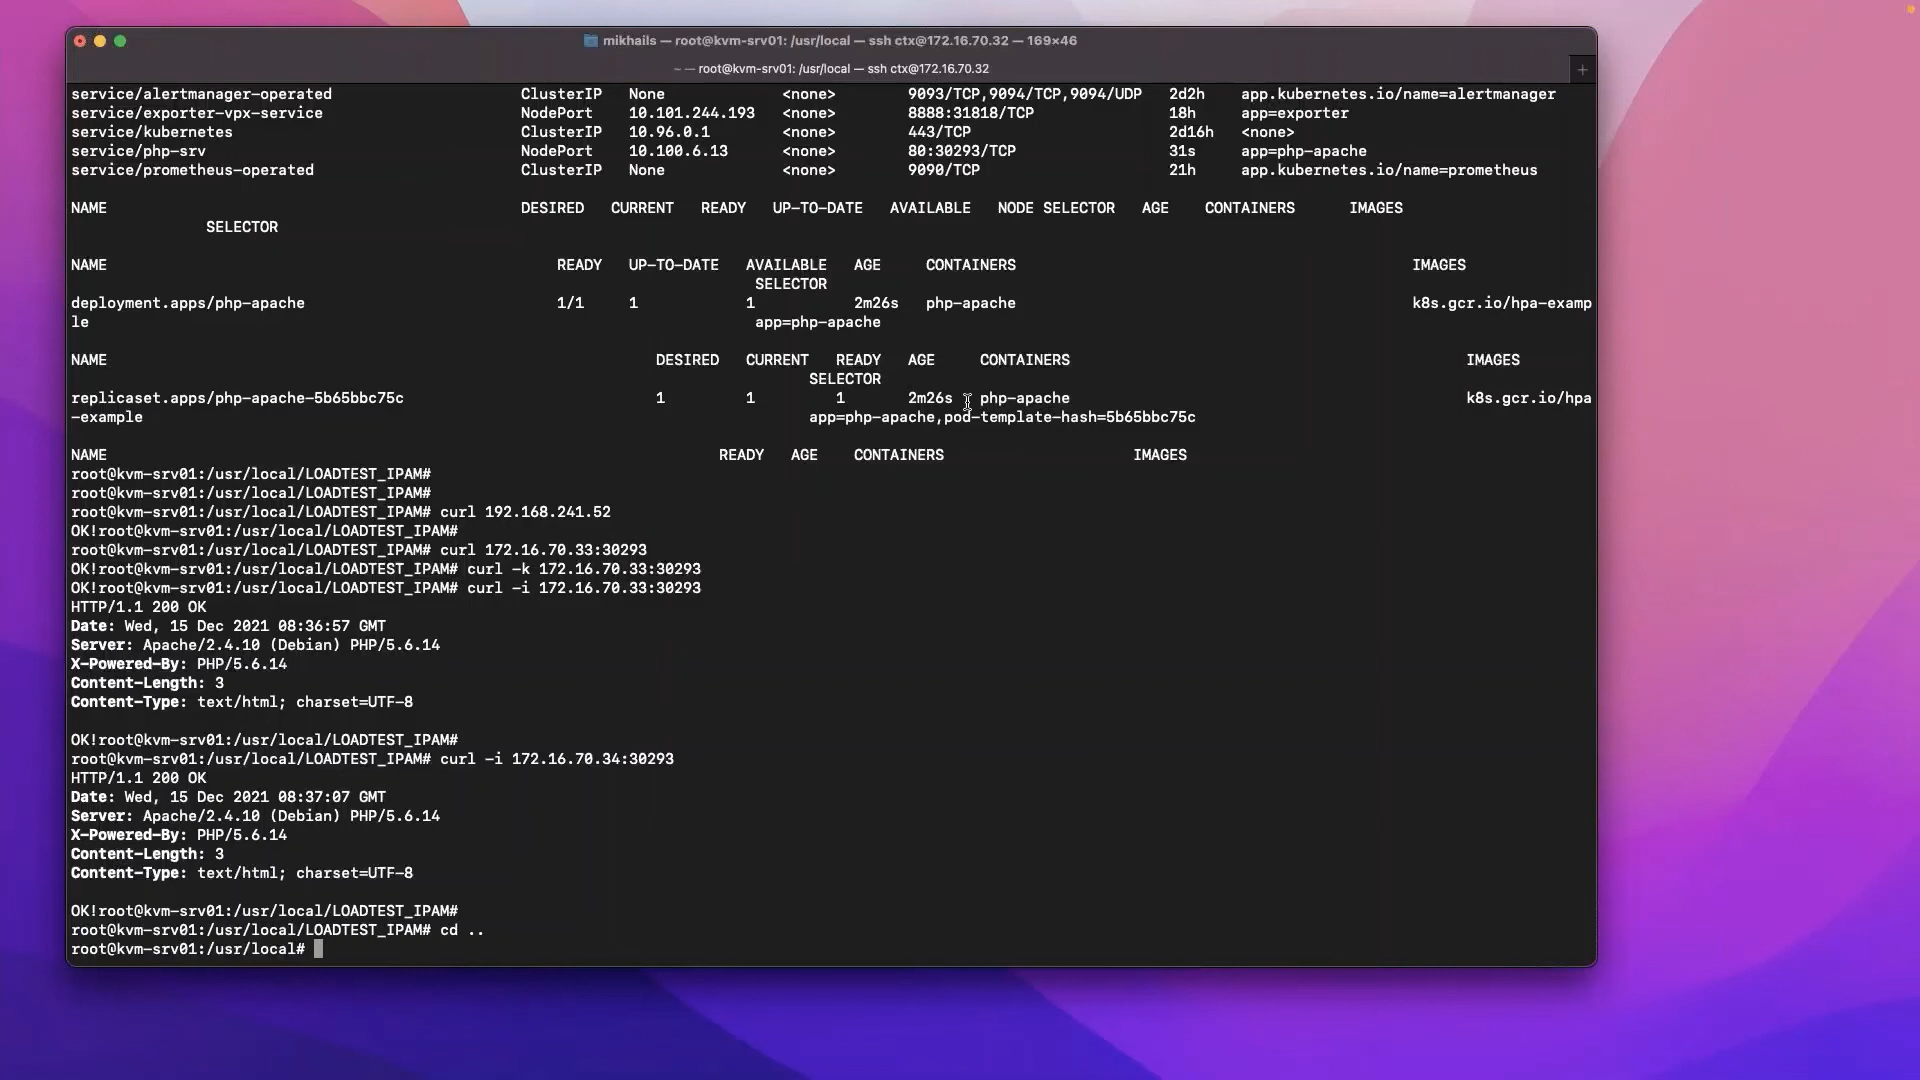 mikhails — root@kvm-srv01: /usr/local — ssh ctx@172.16.70.32 — 169×46
~ — root@kvm-srv01: /usr/local — ssh ctx@172.16.70.32
+
service/alertmanager-operated ClusterIP None <none> 9093/TCP,9094/TCP,9094/UDP 2d2h app.kubernetes.io/name=alertmanager
service/exporter-vpx-service NodePort 10.101.244.193 <none> 8888:31818/TCP 18h app=exporter
service/kubernetes ClusterIP 10.96.0.1 <none> 443/TCP 2d16h <none>
service/php-srv NodePort 10.100.6.13 <none> 80:30293/TCP 31s app=php-apache
service/prometheus-operated ClusterIP None <none> 9090/TCP 21h app.kubernetes.io/name=prometheus
NAME DESIRED CURRENT READY UP-TO-DATE AVAILABLE NODE SELECTOR AGE CONTAINERS IMAGES
SELECTOR
NAME READY UP-TO-DATE AVAILABLE AGE CONTAINERS IMAGES
SELECTOR
deployment.apps/php-apache 1/1 1 1 2m26s php-apache k8s.gcr.io/hpa-examp
le app=php-apache
NAME DESIRED CURRENT READY AGE CONTAINERS IMAGES
SELECTOR
replicaset.apps/php-apache-5b65bbc75c 1 1 1 2m26s php-apache k8s.gcr.io/hpa
-example app=php-apache,pod-template-hash=5b65bbc75c
NAME READY AGE CONTAINERS IMAGES
root@kvm-srv01:/usr/local/LOADTEST_IPAM#
root@kvm-srv01:/usr/local/LOADTEST_IPAM#
root@kvm-srv01:/usr/local/LOADTEST_IPAM# curl 192.168.241.52
OK!root@kvm-srv01:/usr/local/LOADTEST_IPAM#
root@kvm-srv01:/usr/local/LOADTEST_IPAM# curl 172.16.70.33:30293
OK!root@kvm-srv01:/usr/local/LOADTEST_IPAM# curl -k 172.16.70.33:30293
OK!root@kvm-srv01:/usr/local/LOADTEST_IPAM# curl -i 172.16.70.33:30293
HTTP/1.1 200 OK
Date: Wed, 15 Dec 2021 08:36:57 GMT
Server: Apache/2.4.10 (Debian) PHP/5.6.14
X-Powered-By: PHP/5.6.14
Content-Length: 3
Content-Type: text/html; charset=UTF-8
OK!root@kvm-srv01:/usr/local/LOADTEST_IPAM#
root@kvm-srv01:/usr/local/LOADTEST_IPAM# curl -i 172.16.70.34:30293
HTTP/1.1 200 OK
Date: Wed, 15 Dec 2021 08:37:07 GMT
Server: Apache/2.4.10 (Debian) PHP/5.6.14
X-Powered-By: PHP/5.6.14
Content-Length: 3
Content-Type: text/html; charset=UTF-8
OK!root@kvm-srv01:/usr/local/LOADTEST_IPAM#
root@kvm-srv01:/usr/local/LOADTEST_IPAM# cd ..
root@kvm-srv01:/usr/local#